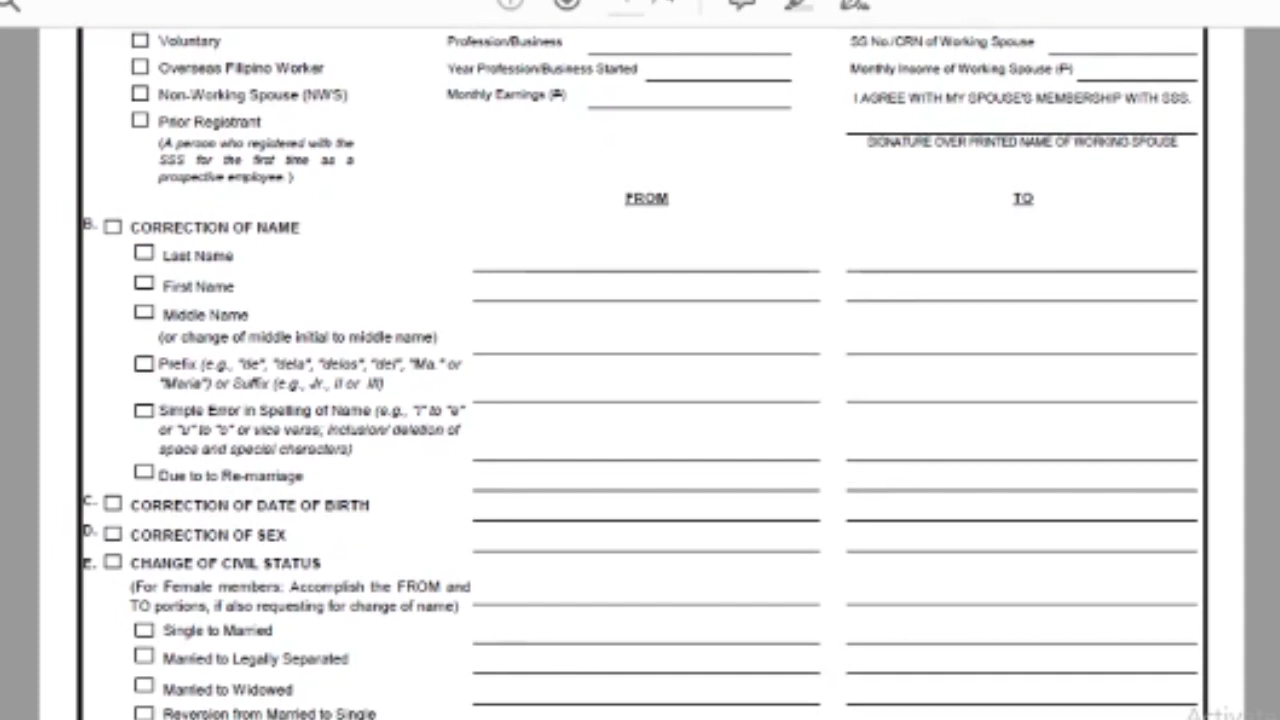 Voluntary Profession/Business SS No./CRN of Working Spouse
Overseas Filipino Worker Year Profession/Business Started Monthly Income of Working Spouse (₱)
Non-Working Spouse (NWS) Monthly Earnings (₱) I AGREE WITH MY SPOUSE'S MEMBERSHIP WITH SSS.
Prior Registrant
(A person who registered with the SIGNATURE OVER PRINTED NAME OF WORKING SPOUSE
SSS for the first time as a
prospective employee.)
FROM TO
B. CORRECTION OF NAME
Last Name
First Name
Middle Name
(or change of middle initial to middle name)
Prefix (e.g., "de", "dela", "delos", "del", "Ma." or
"Maria") or Suffix (e.g., Jr., II or III)
Simple Error in Spelling of Name (e.g., "i" to "e"
or "u" to "o" or vice versa; inclusion/ deletion of
space and special characters)
Due to to Re-marriage
C. CORRECTION OF DATE OF BIRTH
D. CORRECTION OF SEX
E. CHANGE OF CIVIL STATUS
(For Female members: Accomplish the FROM and
TO portions, if also requesting for change of name)
Single to Married
Married to Legally Separated
Married to Widowed
Reversion from Married to Single